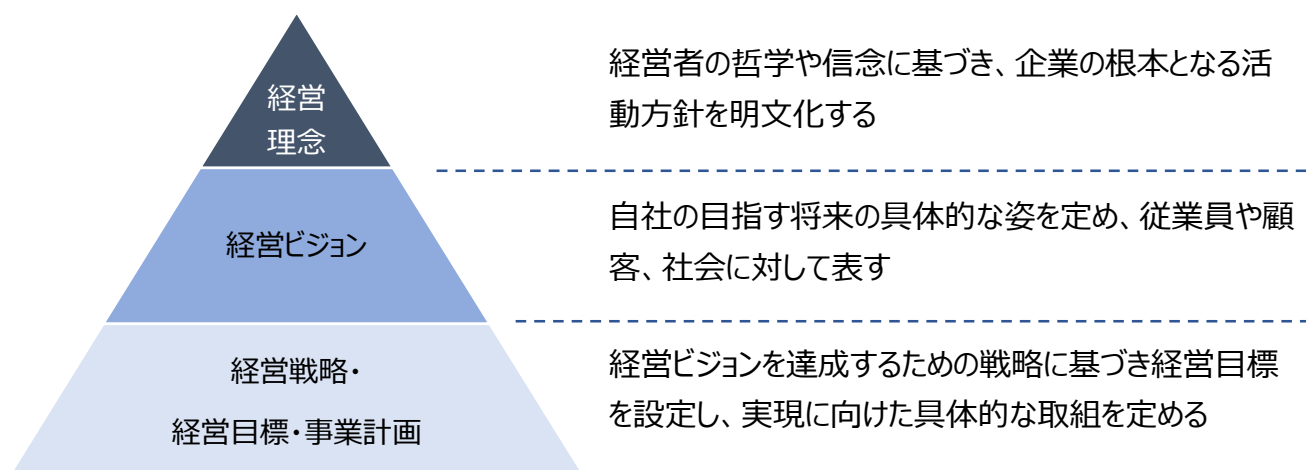 経営
理念
経営者の哲学や信念に基づき、企業の根本となる活
動方針を明文化する
経営ビジョン
自社の目指す将来の具体的な姿を定め、従業員や顧
客、社会に対して表す
経営戦略・
経営目標・事業計画
経営ビジョンを達成するための戦略に基づき経営目標
を設定し、実現に向けた具体的な取組を定める